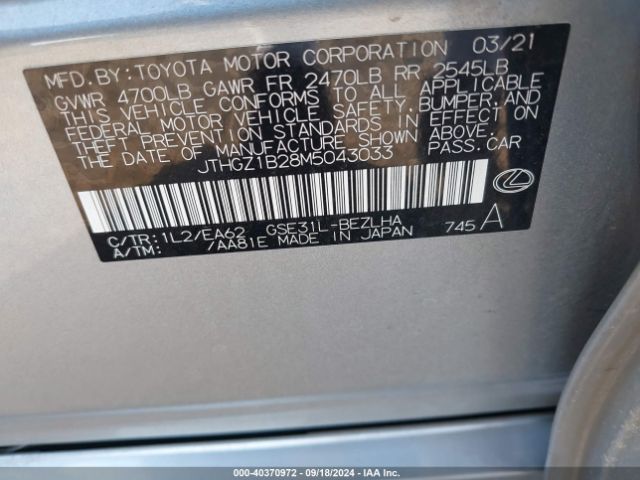 MFD.BY:TOYOTA MOTOR CORPORATION 03/21
GVWR 4700LB GAWR FR 2470LB RR 2545LB
THIS VEHICLE CONFORMS TO ALL APPLICABLE
FEDERAL MOTOR VEHICLE SAFETY,BUMPER,AND
THEFT PREVENTION STANDARDS IN EFFECT ON
THE DATE OF MANUFACTURE SHOWN ABOVE.
JTHGZ1B28M5043033 PASS.CAR
C/TR:1L2/EA62 GSE31L-BEZLHA
A/TM: 7AA81E MADE IN JAPAN 745 A
000-40370972 / 09/18/2024 / IAA Inc.